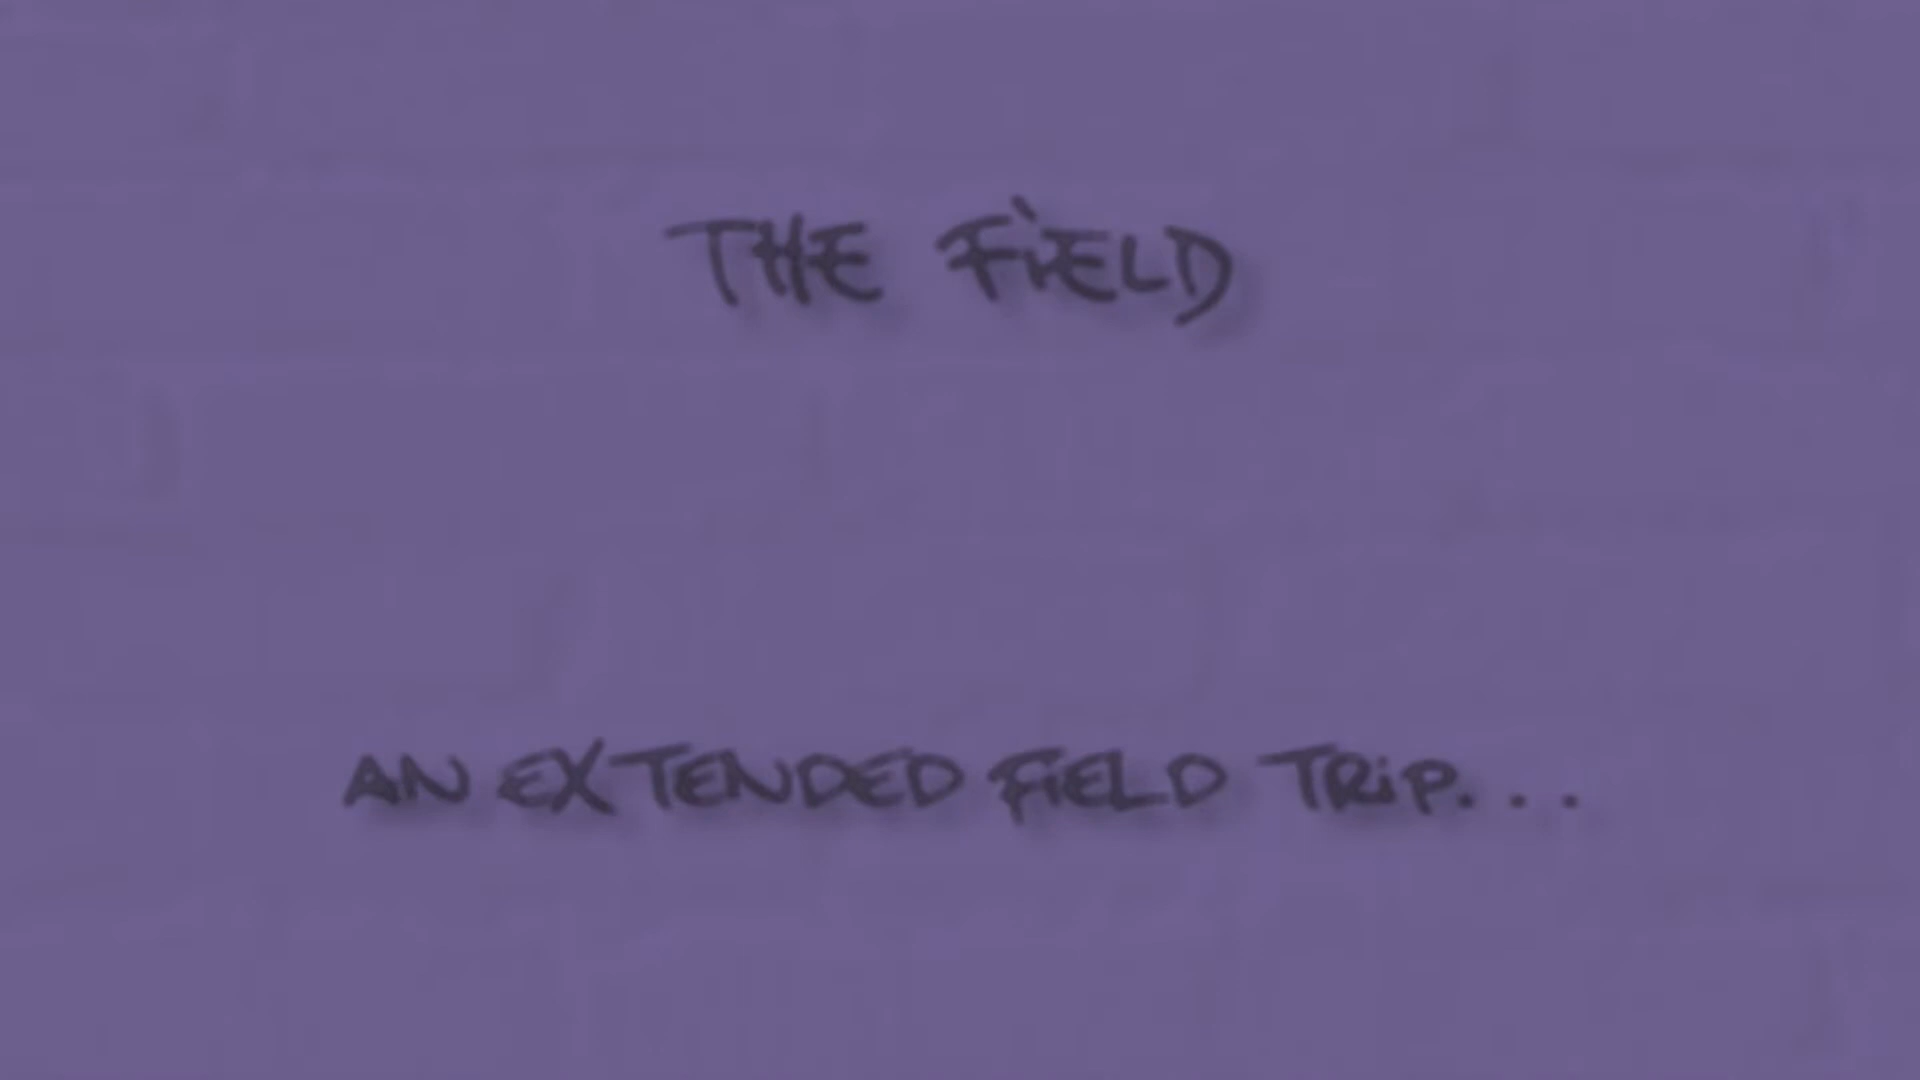 THE FiELD
AN EXTENDED FiELD TRiP. . .